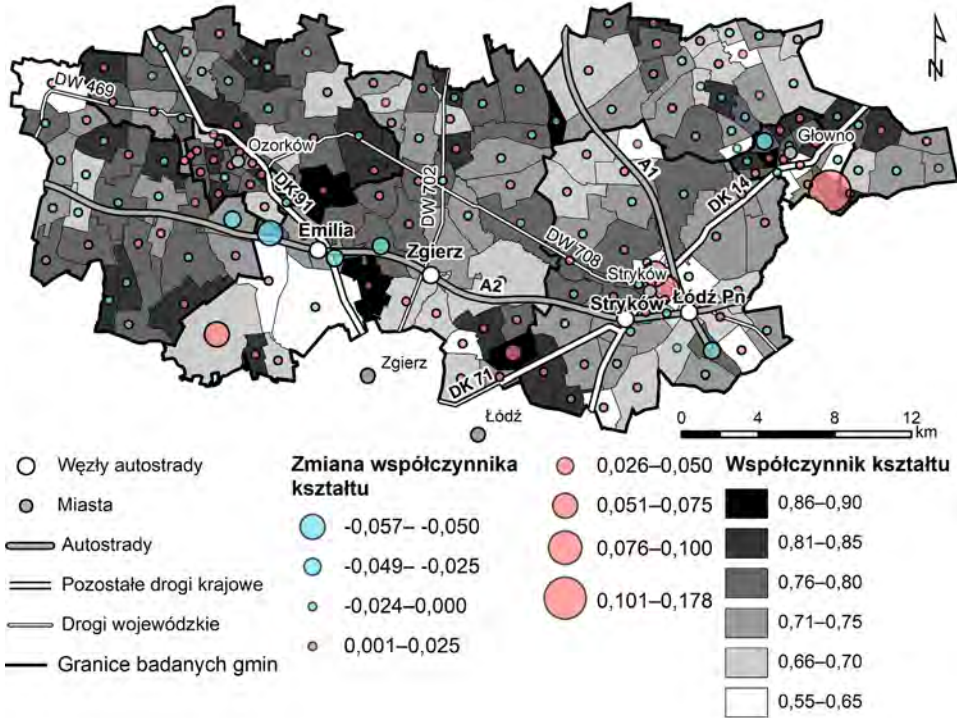 N
DW 469
Ozorków
DK91
DW 702
A1
DK 14
Głowno
Emilia
Zgierz
DW 708
Stryków
A2
Stryków
Łódź Pn
DK 71
Zgierz
Łódź
0 4 8 12
km
Węzły autostrady
Miasta
Autostrady
Pozostałe drogi krajowe
Drogi wojewódzkie
Granice badanych gmin
Zmiana współczynnika
kształtu
-0,057– -0,050
-0,049– -0,025
-0,024–0,000
0,001–0,025
0,026–0,050
0,051–0,075
0,076–0,100
0,101–0,178
Współczynnik kształtu
0,86–0,90
0,81–0,85
0,76–0,80
0,71–0,75
0,66–0,70
0,55–0,65